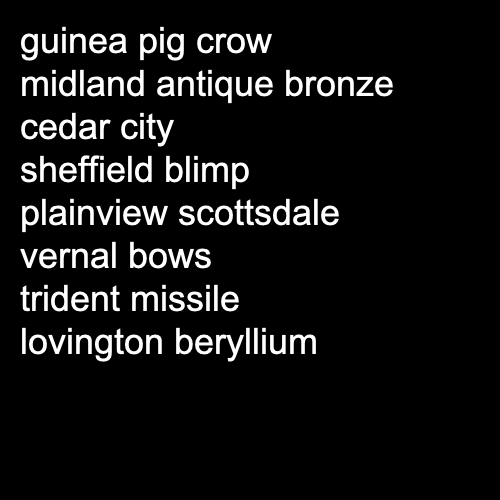 guinea pig crow
midland antique bronze
cedar city
sheffield blimp
plainview scottsdale
vernal bows
trident missile
lovington beryllium